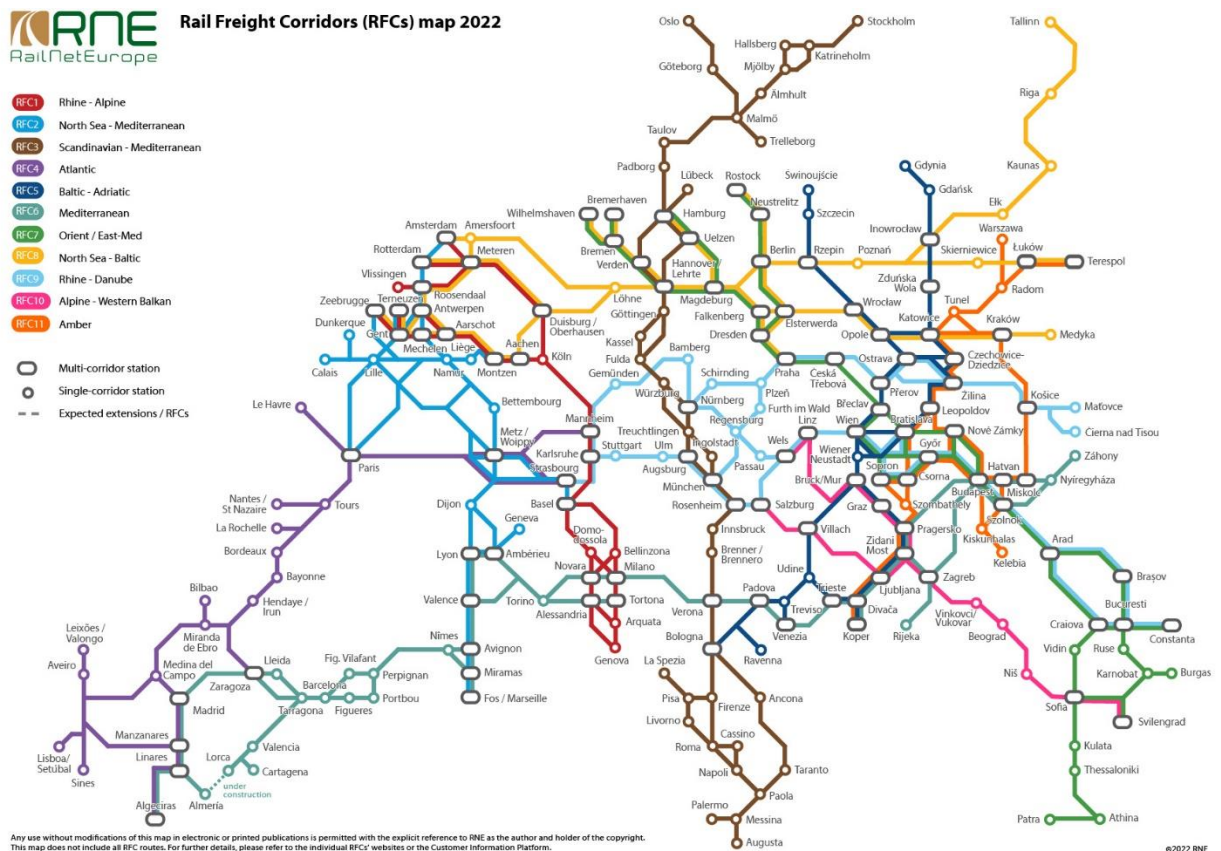 RNE
RailNetEurope
Rail Freight Corridors (RFCs) map 2022
RFC1 Rhine - Alpine
RFC2 North Sea - Mediterranean
RFC3 Scandinavian - Mediterranean
RFC4 Atlantic
RFC5 Baltic - Adriatic
RFC6 Mediterranean
RFC7 Orient / East-Med
RFC8 North Sea - Baltic
RFC9 Rhine - Danube
RFC10 Alpine - Western Balkan
RFC11 Amber
Multi-corridor station
Single-corridor station
Expected extensions / RFCs
Oslo
Stockholm
Tallinn
Hallsberg
Katrineholm
Göteborg
Mjölby
Älmhult
Riga
Malmö
Taulov
Trelleborg
Padborg
Lübeck
Rostock
Swinoujście
Gdynia
Kaunas
Bremerhaven
Wilhelmshaven
Hamburg
Neustrelitz
Szczecin
Gdańsk
Ełk
Amsterdam
Amersfoort
Uelzen
Inowrocław
Warszawa
Rotterdam
Meteren
Bremen
Verden
Hannover /
Lehrte
Berlin
Rzepin
Poznań
Skierniewice
Łuków
Terespol
Vlissingen
Roosendaal
Zduńska
Wola
Radom
Zeebrugge
Terneuzen
Antwerpen
Löhne
Göttingen
Magdeburg
Falkenberg
Elsterwerda
Wrocław
Tunel
Dunkerque
Gent
Aarschot
Duisburg /
Oberhausen
Kassel
Dresden
Opole
Katowice
Kraków
Medyka
Mechelen
Liège
Aachen
Köln
Fulda
Bamberg
Praha
Česká
Třebová
Ostrava
Czechowice-
Dziedzice
Calais
Lille
Namur
Montzen
Gemünden
Schirnding
Plzeň
Přerov
Žilina
Košice
Maťovce
Le Havre
Bettembourg
Würzburg
Nürnberg
Furth im Wald
Břeclav
Leopoldov
Čierna nad Tisou
Mannheim
Regensburg
Linz
Wien
Bratislava
Nové Zámky
Metz /
Woippy
Karlsruhe
Stuttgart
Treuchtlingen
Ulm
Ingolstadt
Wels
Wiener
Neustadt
Győr
Záhony
Paris
Strasbourg
Augsburg
Passau
Sopron
Csorna
Hatvan
Bruck/Mur
Budapest
Miskolc
Nyíregyháza
Nantes /
St Nazaire
Tours
Dijon
Basel
München
Rosenheim
Salzburg
Graz
Szombathely
Szolnok
La Rochelle
Geneva
Domo-
dossola
Innsbruck
Villach
Pragersko
Kiskunhalas
Arad
Bordeaux
Lyon
Ambérieu
Bellinzona
Brenner /
Brennero
Zidani
Most
Kelebia
Bayonne
Novara
Milano
Udine
Ljubljana
Zagreb
Brașov
Bilbao
Valence
Torino
Alessandria
Tortona
Verona
Padova
Treviso
Trieste
Divača
Vinkovci/
Vukovar
Bucuresti
Hendaye /
Irun
Arquata
Venezia
Koper
Rijeka
Beograd
Craiova
Constanta
Leixões /
Valongo
Miranda
de Ebro
Nîmes
Avignon
Genova
Bologna
Ravenna
Vidin
Ruse
Aveiro
Medina del
Campo
Lleida
Fig. Vilafant
Perpignan
Miramas
La Spezia
Niš
Karnobat
Burgas
Zaragoza
Barcelona
Portbou
Fos / Marseille
Pisa
Firenze
Ancona
Sofia
Madrid
Tarragona
Figueres
Livorno
Svilengrad
Manzanares
Valencia
Roma
Cassino
Kulata
Lisboa/
Setúbal
Sines
Linares
Lorca
Cartagena
Napoli
Taranto
Thessaloniki
under
construction
Algeciras
Almería
Palermo
Paola
Messina
Patra
Athina
Augusta
Any use without modifications of this map in electronic or printed publications is permitted with the explicit reference to RNE as the author and holder of the copyright.
This map does not include all RFC routes. For further details, please refer to the individual RFCs' websites or the Customer Information Platform.
©2022 RNE